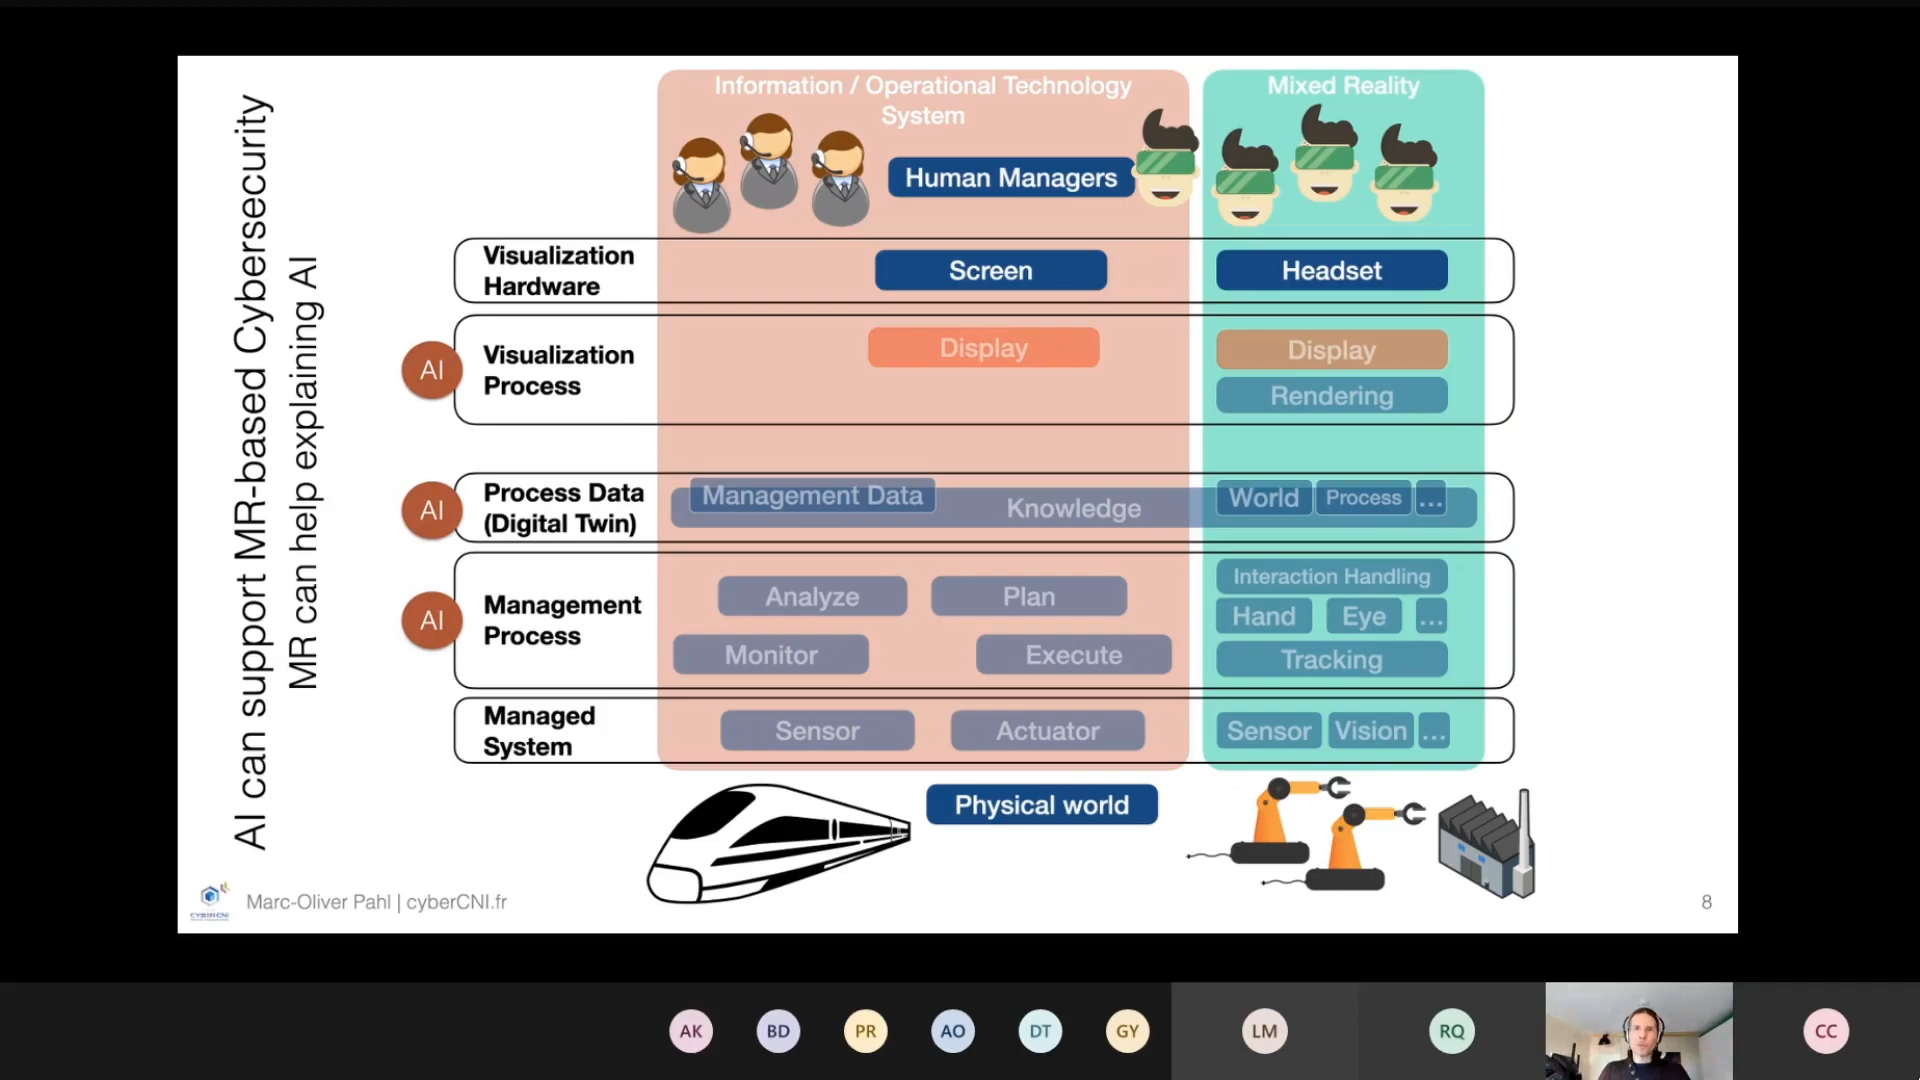 AI can support MR-based Cybersecurity
MR can help explaining AI
Information / Operational Technology
System
Mixed Reality
Human Managers
Visualization
Hardware
Screen
Headset
AI
Visualization
Process
Display
Display
Rendering
AI
Process Data
(Digital Twin)
Management Data
Knowledge
World
Process
...
AI
Management
Process
Analyze
Plan
Monitor
Execute
Interaction Handling
Hand
Eye
...
Tracking
Managed
System
Sensor
Actuator
Sensor
Vision
...
Physical world
CYBERCNI
Marc-Oliver Pahl | cyberCNI.fr
8
AK
BD
PR
AO
DT
GY
LM
RQ
CC